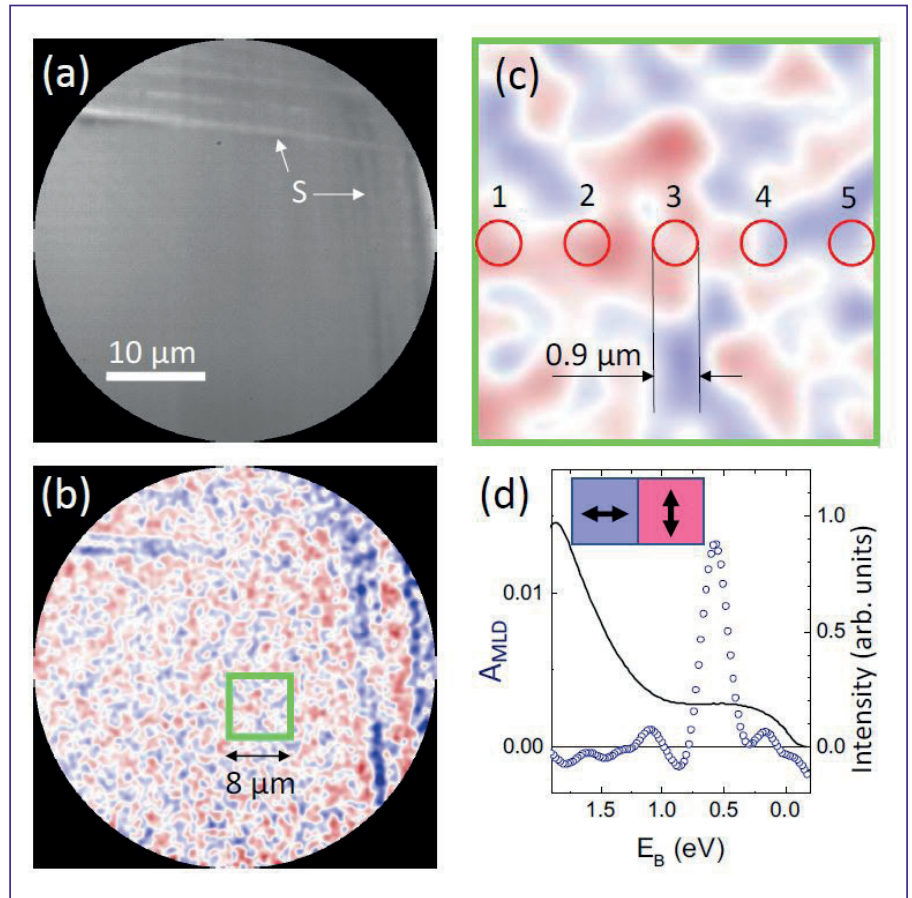 (a)
S
10 µm
(b)
8 µm
(c)
1 2 3 4 5
0.9 µm
(d)
A_MLD
0.01
0.00
1.0
0.5
0.0
Intensity (arb. units)
1.5 1.0 0.5 0.0
E_B (eV)